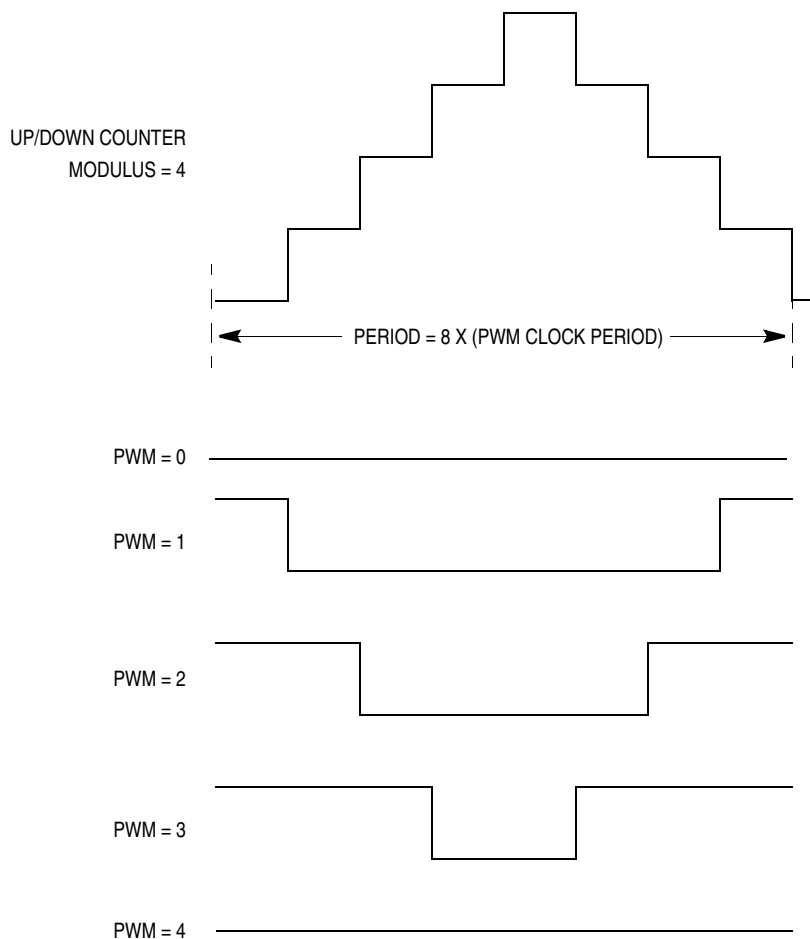 UP/DOWN COUNTER
MODULUS = 4
PERIOD = 8 X (PWM CLOCK PERIOD)
PWM = 0
PWM = 1
PWM = 2
PWM = 3
PWM = 4